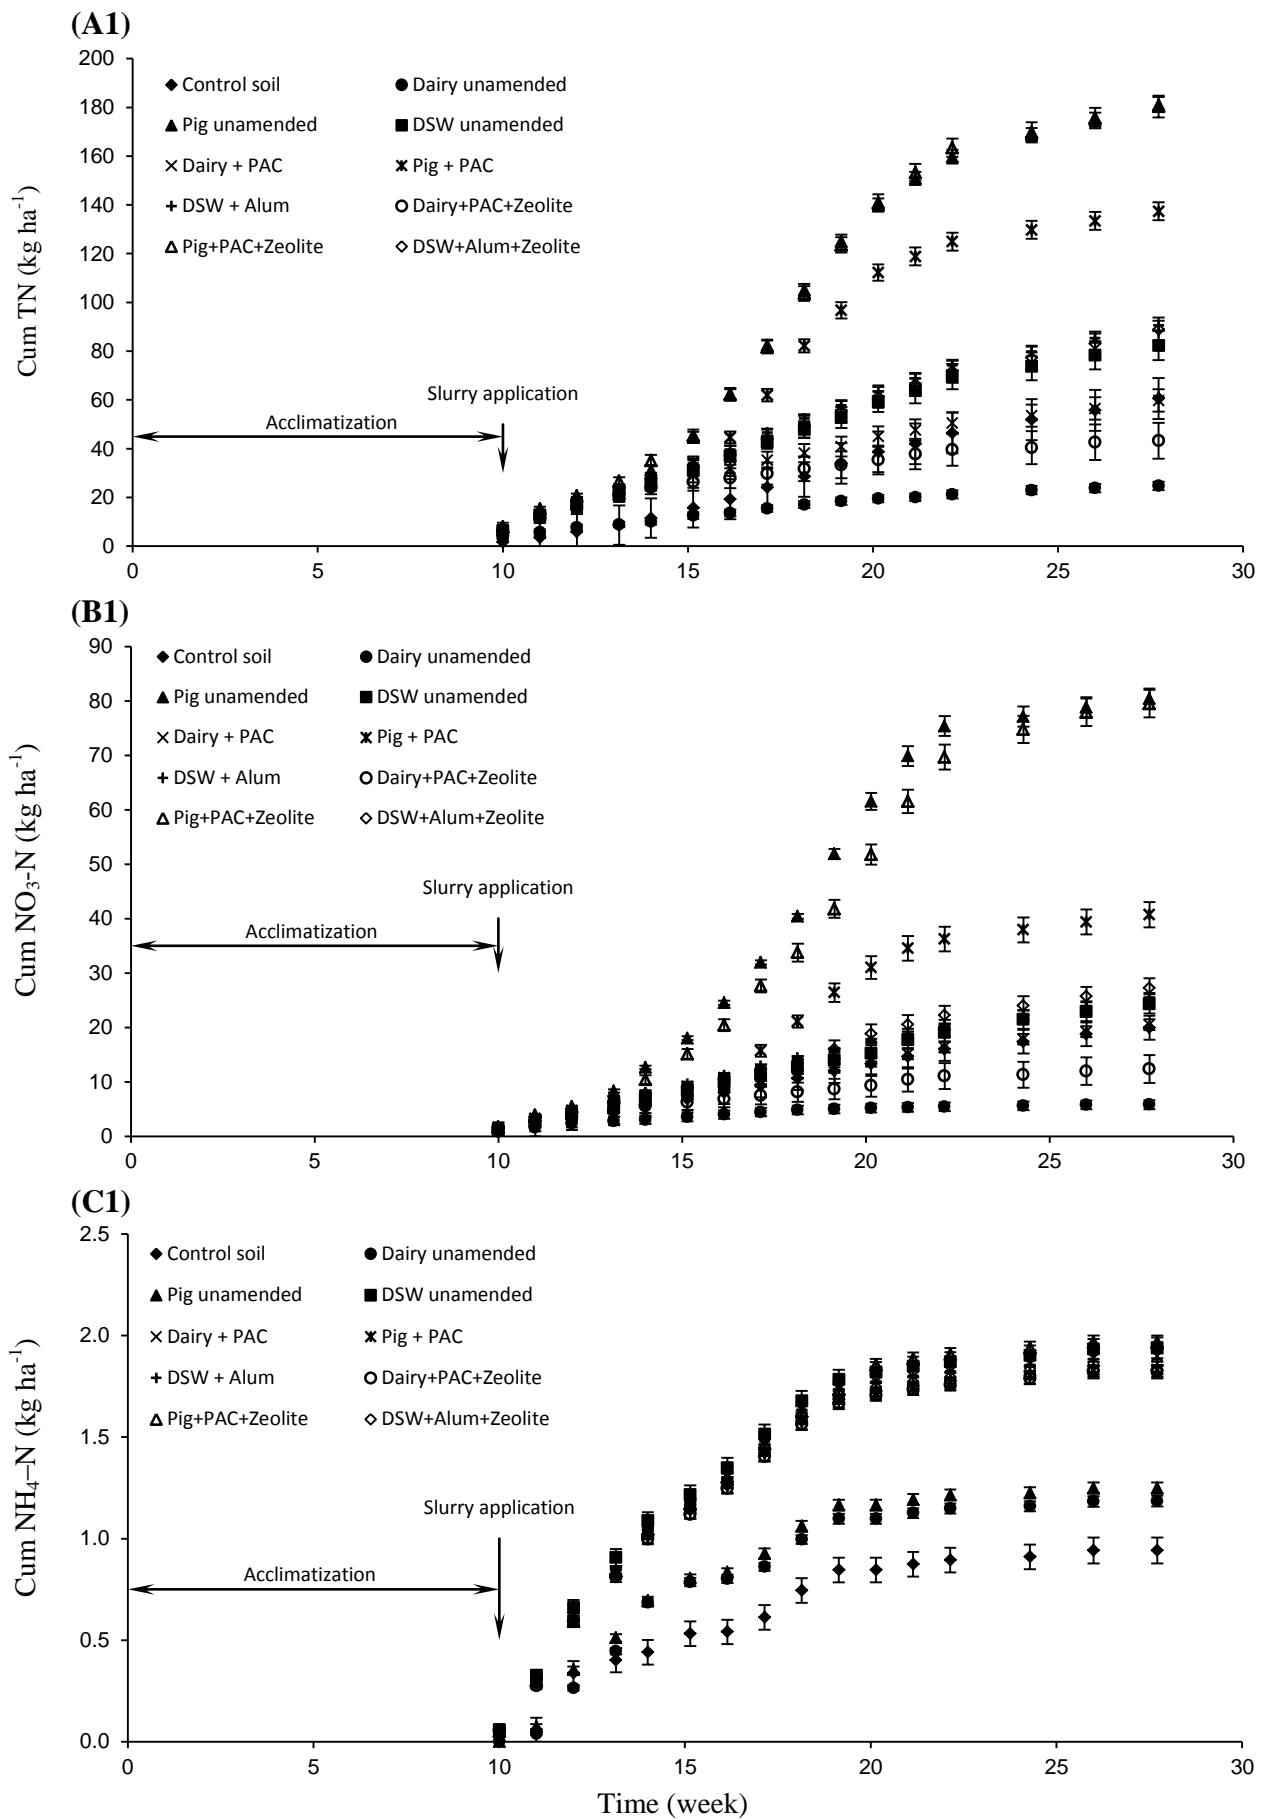 (A1)
200
180
160
140
120
100
80
60
40
20
0
Cum TN (kg ha⁻¹)
Control soil
Dairy unamended
Pig unamended
DSW unamended
Dairy + PAC
Pig + PAC
DSW + Alum
Dairy+PAC+Zeolite
Pig+PAC+Zeolite
DSW+Alum+Zeolite
Slurry application
Acclimatization
0 5 10 15 20 25 30
(B1)
90
80
70
60
50
40
30
20
10
0
Cum NO₃-N (kg ha⁻¹)
Control soil
Dairy unamended
Pig unamended
DSW unamended
Dairy + PAC
Pig + PAC
DSW + Alum
Dairy+PAC+Zeolite
Pig+PAC+Zeolite
DSW+Alum+Zeolite
Slurry application
Acclimatization
0 5 10 15 20 25 30
(C1)
2.5
2.0
1.5
1.0
0.5
0.0
Cum NH₄–N (kg ha⁻¹)
Control soil
Dairy unamended
Pig unamended
DSW unamended
Dairy + PAC
Pig + PAC
DSW + Alum
Dairy+PAC+Zeolite
Pig+PAC+Zeolite
DSW+Alum+Zeolite
Slurry application
Acclimatization
0 5 10 15 20 25 30
Time (week)